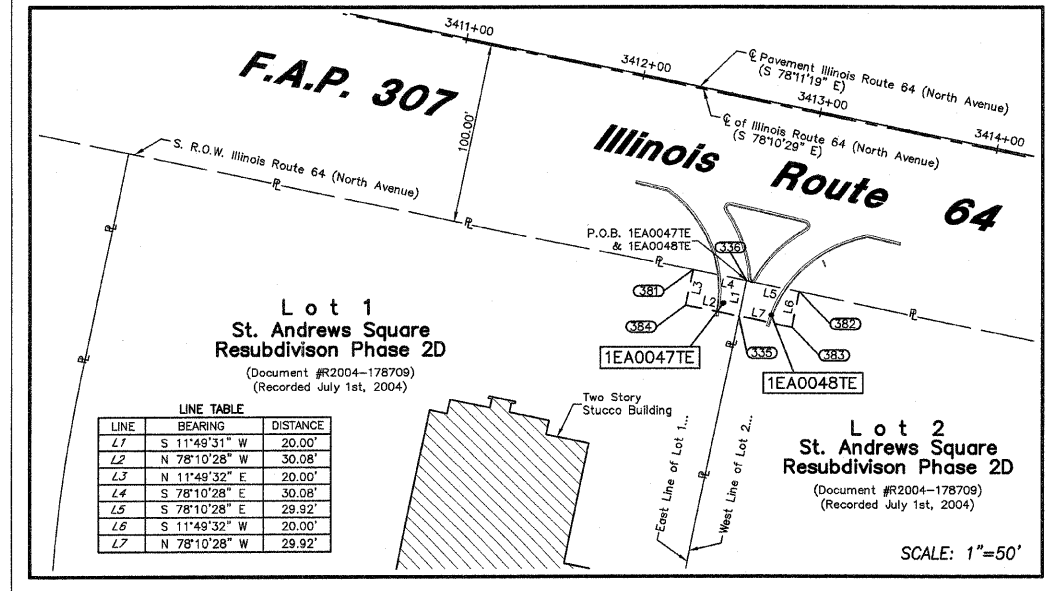 3411+00
3412+00
℄ Pavement Illinois Route 64 (North Avenue)
(S 78°11'19" E)
3413+00
3414+00
F.A.P. 307
100.00'
℄ of Illinois Route 64 (North Avenue)
(S 78°10'29" E)
Illinois Route 64
S. R.O.W. Illinois Route 64 (North Avenue)
P.O.B. 1EA0047TE
& 1EA0048TE
336
381
L3
L4
L2
L1
L5
L7
L6
382
384
335
383
1EA0047TE
1EA0048TE
Lot 1
St. Andrews Square
Resubdivison Phase 2D
(Document #R2004-178709)
(Recorded July 1st, 2004)
Two Story
Stucco Building
East Line of Lot 1...
West Line of Lot 2...
Lot 2
St. Andrews Square
Resubdivison Phase 2D
(Document #R2004-178709)
(Recorded July 1st, 2004)
LINE TABLE
LINE BEARING DISTANCE
L1 S 11°49'31" W 20.00'
L2 N 78°10'28" W 30.08'
L3 N 11°49'32" E 20.00'
L4 S 78°10'28" E 30.08'
L5 S 78°10'28" E 29.92'
L6 S 11°49'32" W 20.00'
L7 N 78°10'28" W 29.92'
SCALE: 1"=50'